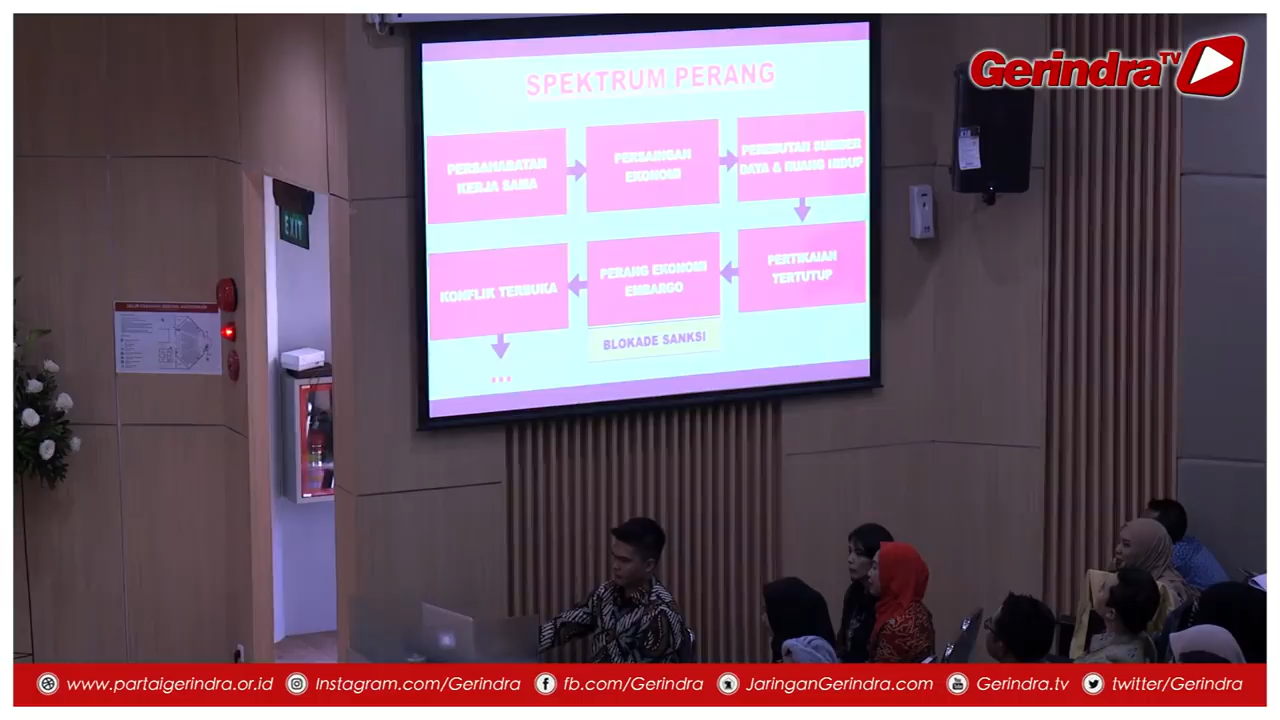 Gerindra TV
SPEKTRUM PERANG
PERSAHABATAN
KERJA SAMA
PERSAINGAN
EKONOMI
PEREBUTAN SUMBER
DAYA & RUANG HIDUP
PERTIKAIAN
TERTUTUP
PERANG EKONOMI
EMBARGO
BLOKADE SANKSI
KONFLIK TERBUKA
...
EXIT
www.partaigerindra.or.id
Instagram.com/Gerindra
fb.com/Gerindra
JaringanGerindra.com
Gerindra.tv
twitter/Gerindra